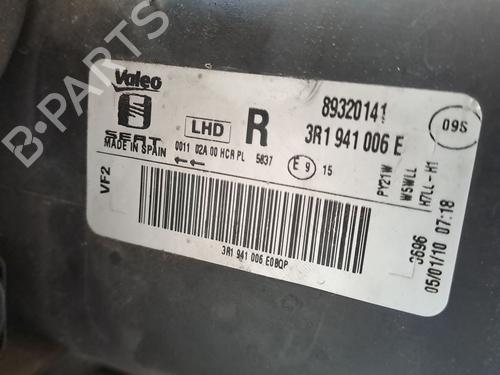 B-PARTS
Valeo
SEAT
MADE IN SPAIN
LHD
R
89320141
3R1 941 006 E
0011 02A 00 HCR PL 5837
E 9 15
09S
VF2
PY21W
W5WLL
H7LL - H1
3R1 941 006 E0BQP
05/01/10 07:18